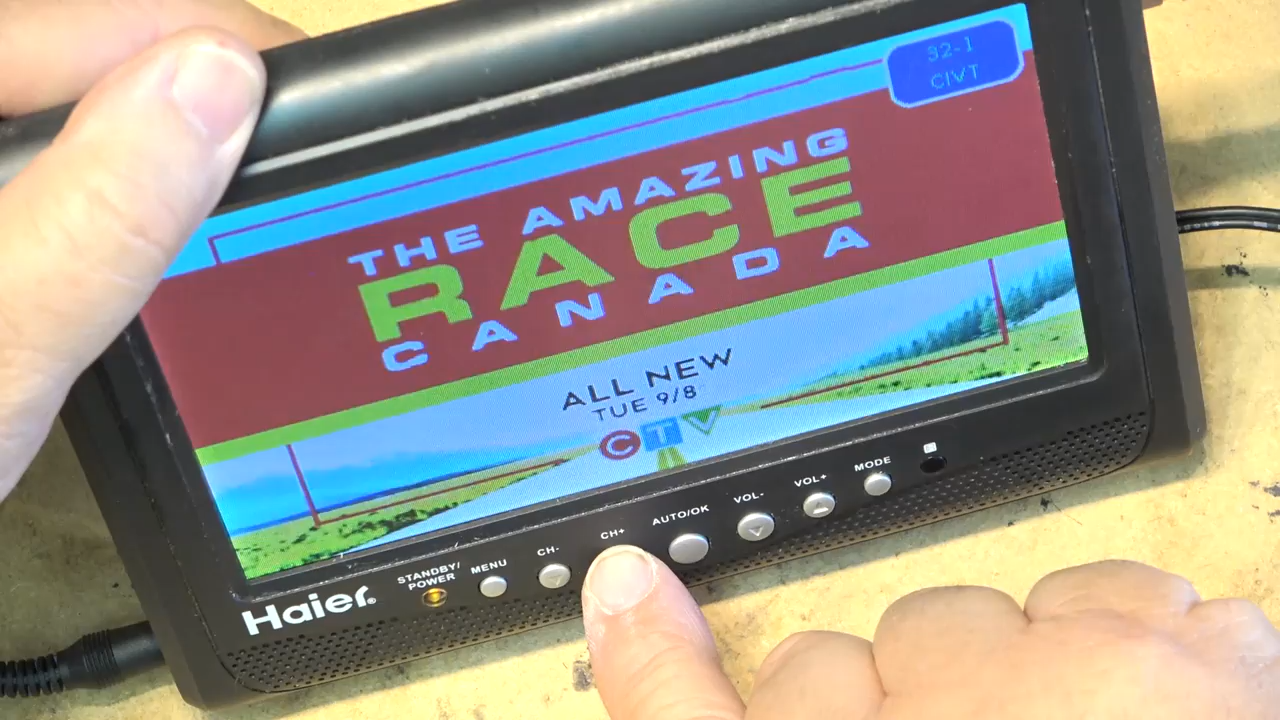 32-1
CIVT
THE AMAZING
RACE
CANADA
ALL NEW
TUE 9/8
CTV
STANDBY/
POWER
MENU
CH-
CH+
AUTO/OK
VOL-
VOL+
MODE
Haier®